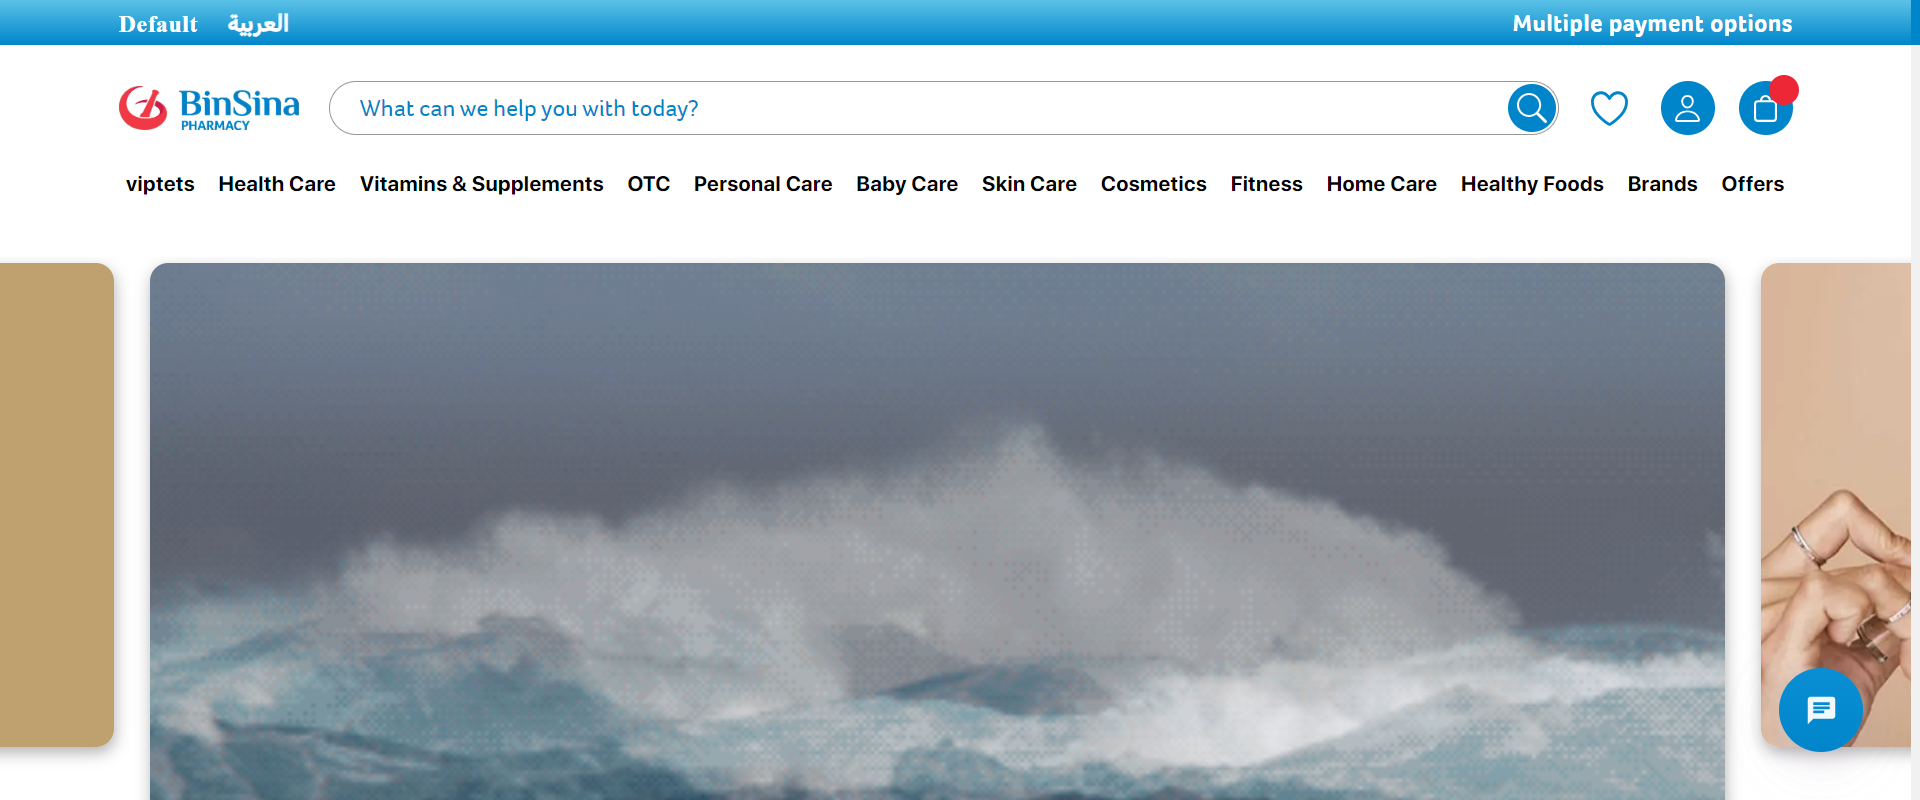 Default العربية Multiple payment options
BinSina
PHARMACY
What can we help you with today?
viptets Health Care Vitamins & Supplements OTC Personal Care Baby Care Skin Care Cosmetics Fitness Home Care Healthy Foods Brands Offers